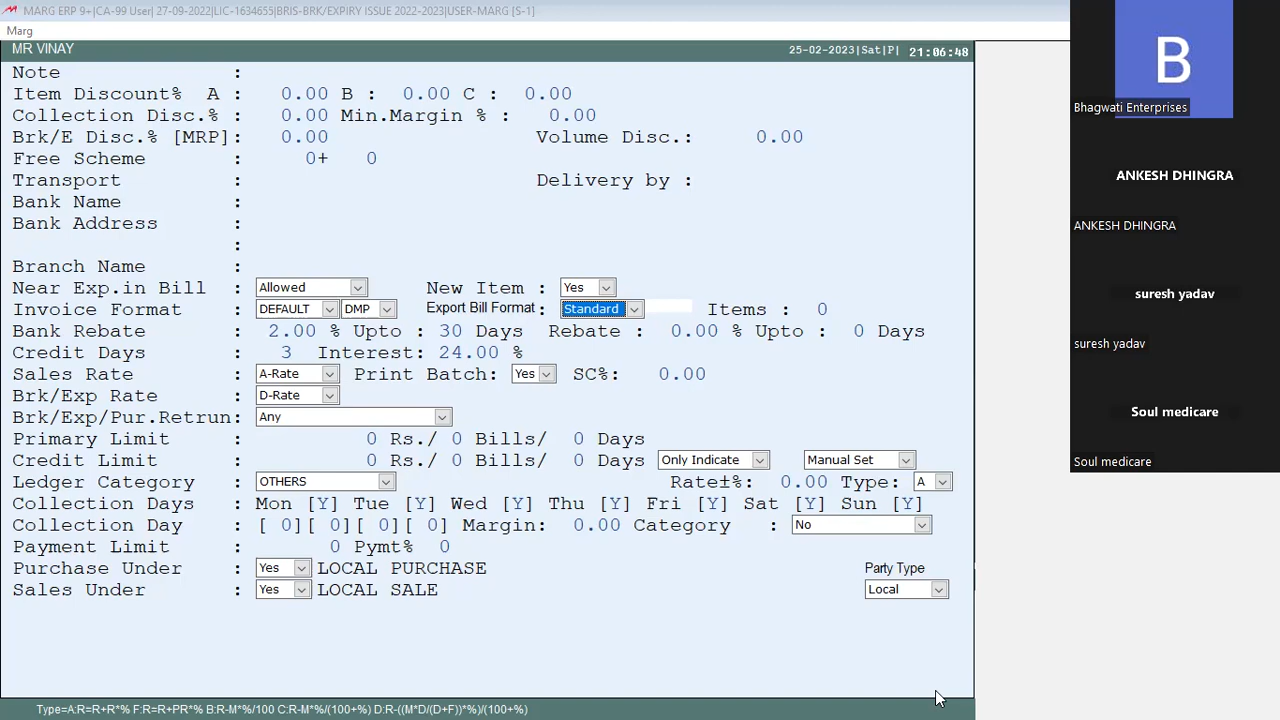 MARG ERP 9+|CA-99 User| 27-09-2022|LIC-1634655|BRIS-BRK/EXPIRY ISSUE 2022-2023|USER-MARG [S-1]
Marg
MR VINAY 25-02-2023|Sat|P| 21:06:48
Note :
Item Discount% A : 0.00 B : 0.00 C : 0.00
Collection Disc.% : 0.00 Min.Margin % : 0.00
Brk/E Disc.% [MRP]: 0.00 Volume Disc.: 0.00
Free Scheme : 0+ 0
Transport : Delivery by :
Bank Name :
Bank Address :
:
Branch Name :
Near Exp.in Bill : Allowed New Item : Yes
Invoice Format : DEFAULT DMP Export Bill Format : Standard Items : 0
Bank Rebate : 2.00 % Upto : 30 Days Rebate : 0.00 % Upto : 0 Days
Credit Days : 3 Interest: 24.00 %
Sales Rate : A-Rate Print Batch: Yes SC%: 0.00
Brk/Exp Rate : D-Rate
Brk/Exp/Pur.Retrun: Any
Primary Limit : 0 Rs./ 0 Bills/ 0 Days
Credit Limit : 0 Rs./ 0 Bills/ 0 Days Only Indicate Manual Set
Ledger Category : OTHERS Rate±%: 0.00 Type: A
Collection Days : Mon [Y] Tue [Y] Wed [Y] Thu [Y] Fri [Y] Sat [Y] Sun [Y]
Collection Day : [ 0][ 0][ 0][ 0] Margin: 0.00 Category : No
Payment Limit : 0 Pymt% 0
Purchase Under : Yes LOCAL PURCHASE Party Type
Sales Under : Yes LOCAL SALE Local
Type=A:R=R+R*% F:R=R+PR*% B:R-M*%/100 C:R-M*%/(100+%) D:R-((M*D/(D+F))*%)/(100+%)
B
Bhagwati Enterprises
ANKESH DHINGRA
ANKESH DHINGRA
suresh yadav
suresh yadav
Soul medicare
Soul medicare